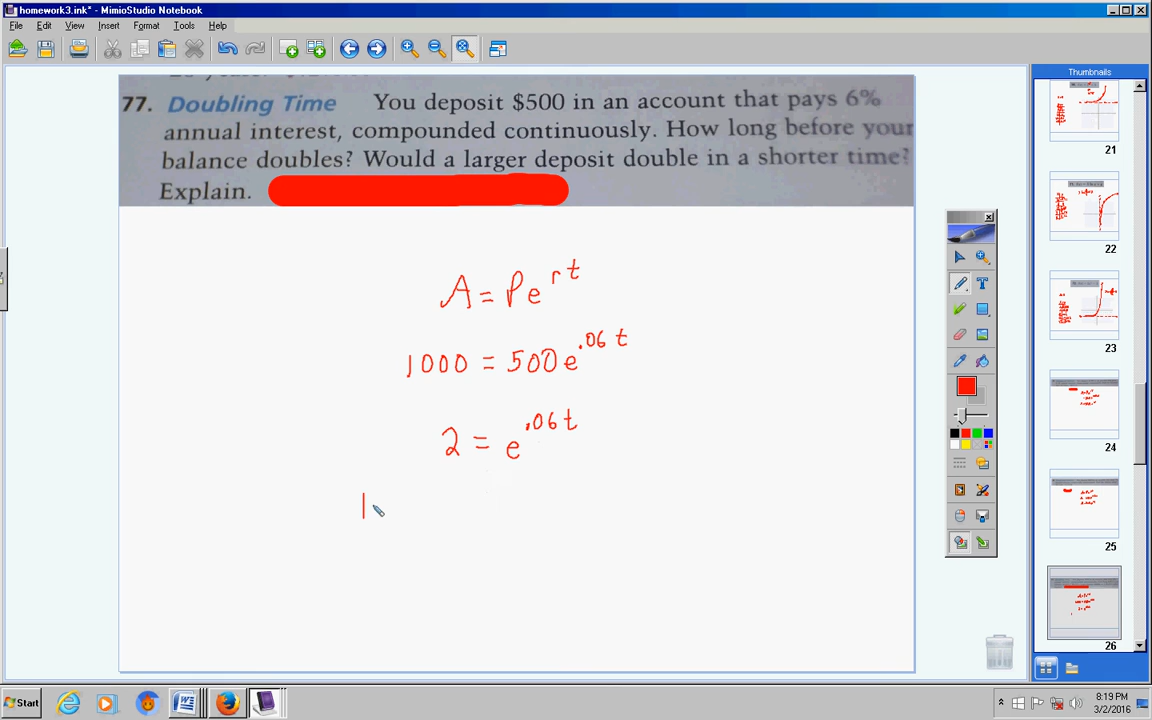 homework3.ink* - MimioStudio Notebook
File Edit View Insert Format Tools Help
77. Doubling Time You deposit $500 in an account that pays 6%
annual interest, compounded continuously. How long before your
balance doubles? Would a larger deposit double in a shorter time?
Explain.
A = Pe^rt
1000 = 500e^.06t
2 = e^.06t
l
Thumbnails
21
22
23
24
25
26
T
Start
8:19 PM
3/2/2016